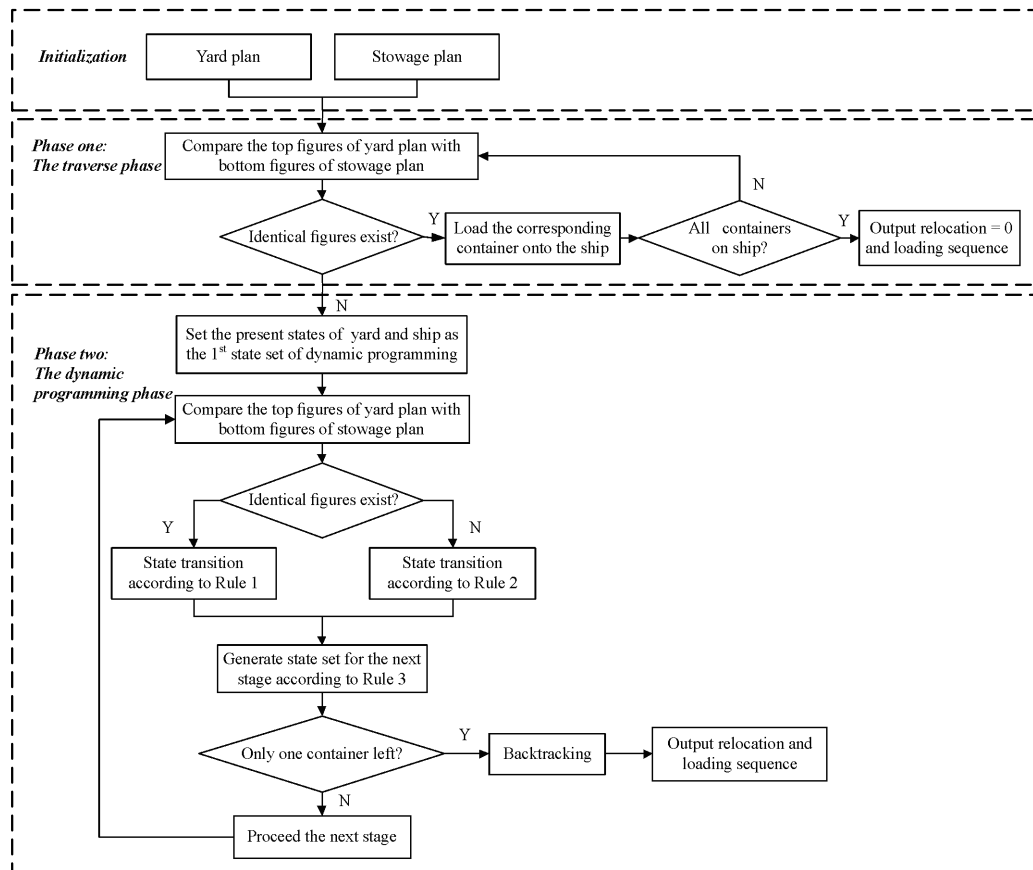 Initialization
Yard plan
Stowage plan
Phase one:
The traverse phase
Compare the top figures of yard plan with
bottom figures of stowage plan
N
Identical figures exist?
Y
Load the corresponding
container onto the ship
All containers
on ship?
Y
Output relocation = 0
and loading sequence
N
Phase two:
The dynamic
programming phase
Set the present states of yard and ship as
the 1st state set of dynamic programming
Compare the top figures of yard plan with
bottom figures of stowage plan
Identical figures exist?
Y
N
State transition
according to Rule 1
State transition
according to Rule 2
Generate state set for the next
stage according to Rule 3
Only one container left?
Y
Backtracking
Output relocation and
loading sequence
N
Proceed the next stage